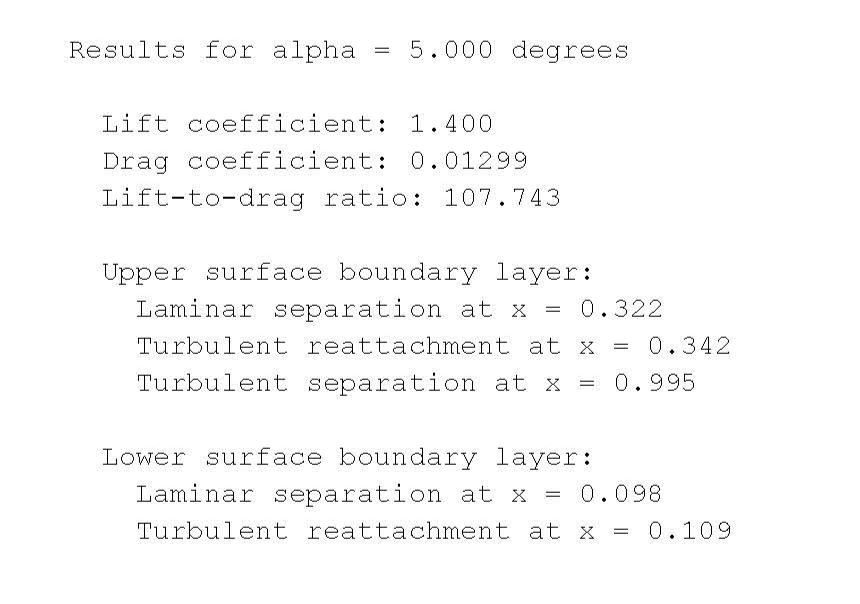 Results for alpha = 5.000 degrees
Lift coefficient: 1.400
Drag coefficient: 0.01299
Lift-to-drag ratio: 107.743
Upper surface boundary layer:
Laminar separation at x = 0.322
Turbulent reattachment at x = 0.342
Turbulent separation at x = 0.995
Lower surface boundary layer:
Laminar separation at x = 0.098
Turbulent reattachment at x = 0.109